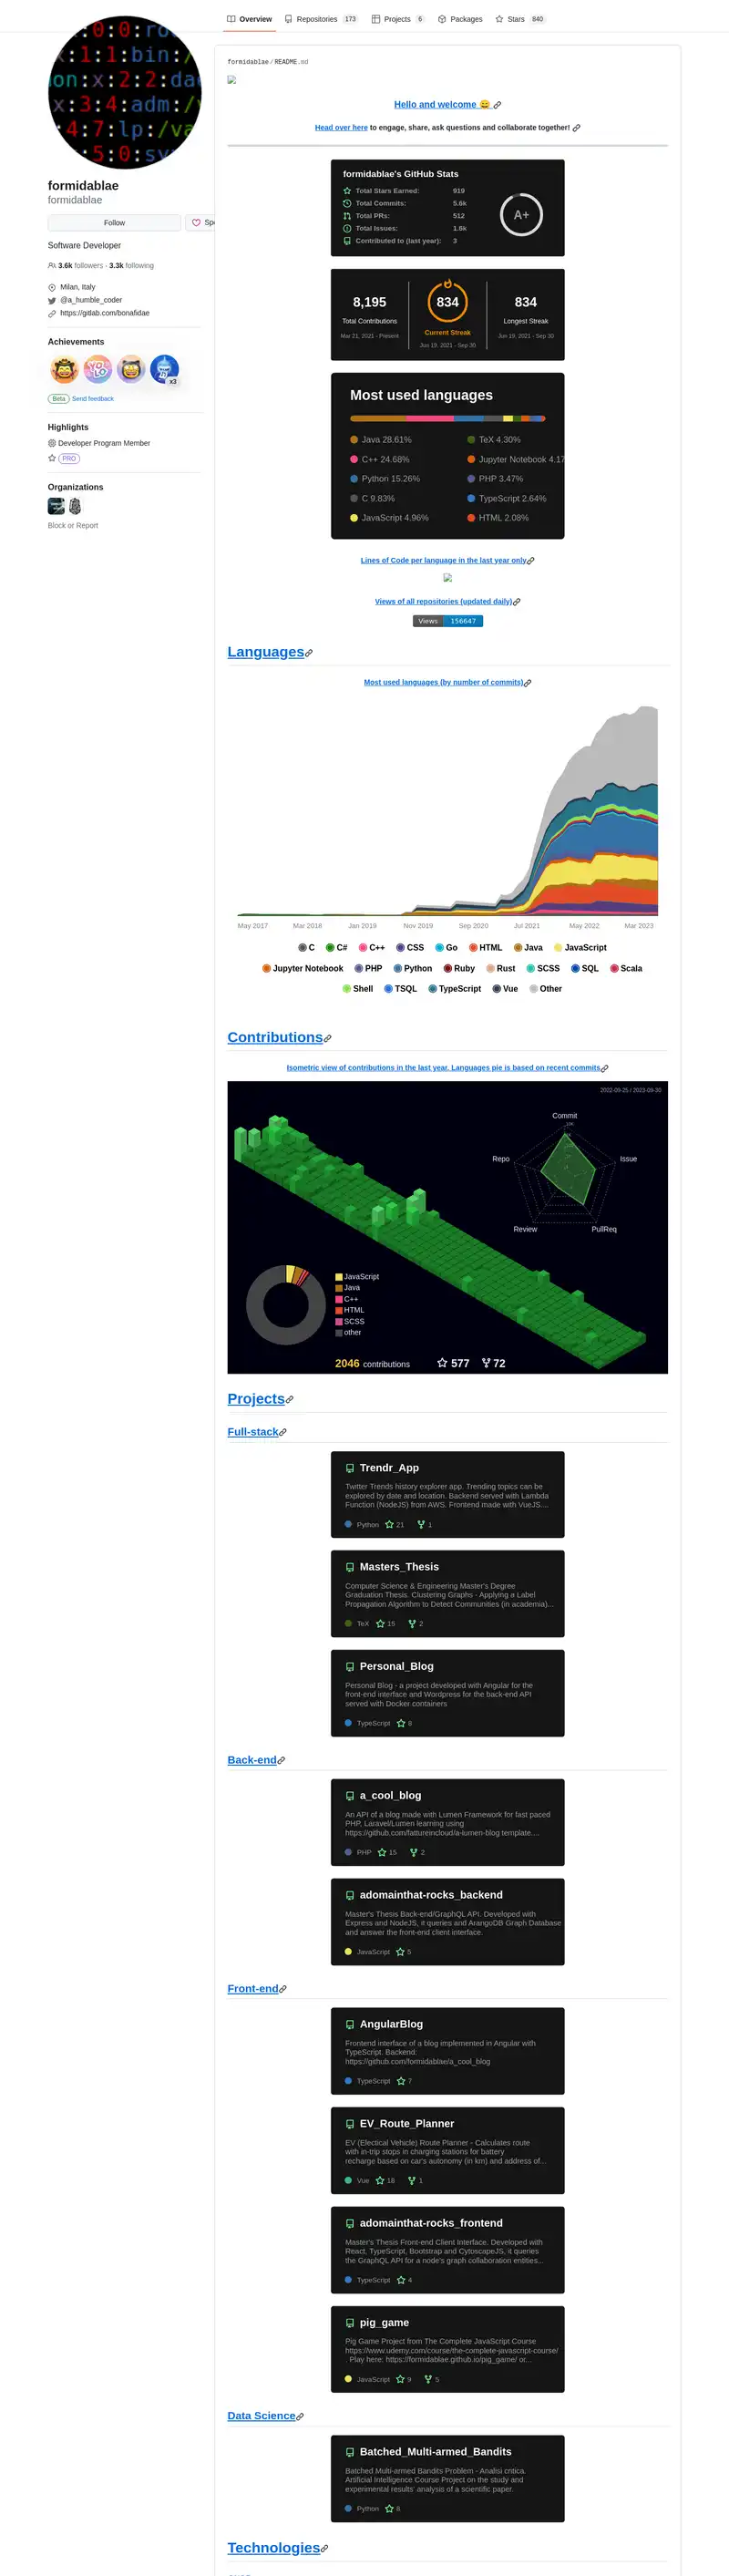 Overview Repositories 173 Projects 6 Packages Stars 840
formidablae
formidablae
Follow
Software Developer
3.6k followers · 3.3k following
Milan, Italy
@a_humble_coder
https://gitlab.com/bonafidae
Achievements
x3
Beta Send feedback
Highlights
Developer Program Member
PRO
Organizations
Block or Report
formidablae/README.md
Hello and welcome 😄
Head over here to engage, share, ask questions and collaborate together!
formidablae's GitHub Stats
Total Stars Earned: 919
Total Commits: 5.6k
Total PRs: 512
Total Issues: 1.5k
Contributed to (last year): 3
A+
8,195 834 834
Total Contributions Current Streak Longest Streak
Mar 21, 2021 - Present Jun 19, 2021 - Sep 30 Jun 19, 2021 - Sep 30
Most used languages
Java 28.61% TeX 4.30%
C++ 24.68% Jupyter Notebook 4.17
Python 15.26% PHP 3.47%
C 9.83% TypeScript 2.64%
JavaScript 4.96% HTML 2.08%
Lines of Code per language in the last year only
Views of all repositories (updated daily)
Views 156647
Languages
Most used languages (by number of commits)
May 2017 Mar 2018 Jan 2019 Nov 2019 Sep 2020 Jul 2021 May 2022 Mar 2023
C C# C++ CSS Go HTML Java JavaScript
Jupyter Notebook PHP Python Ruby Rust SCSS SQL Scala
Shell TSQL TypeScript Vue Other
Contributions
Isometric view of contributions in the last year. Languages pie is based on recent commits
2022-09-25 / 2023-09-30
Commit
Repo Issue
Review PullReq
JavaScript
Java
C++
HTML
SCSS
other
2046 contributions 577 72
Projects
Full-stack
Trendr_App
Twitter Trends history explorer app. Trending topics can be
explored by date and location. Backend served with Lambda
Function (NodeJS) from AWS. Frontend made with VueJS....
Python 21 1
Masters_Thesis
Computer Science & Engineering Master's Degree
Graduation Thesis. Clustering Graphs - Applying a Label
Propagation Algorithm to Detect Communities (in academia)...
TeX 15 2
Personal_Blog
Personal Blog - a project developed with Angular for the
front-end interface and Wordpress for the back-end API
served with Docker containers
TypeScript 8
Back-end
a_cool_blog
An API of a blog made with Lumen Framework for fast paced
PHP, Laravel/Lumen learning using
https://github.com/fattureincloud/a-lumen-blog template....
PHP 15 2
adomainthat-rocks_backend
Master's Thesis Back-end/GraphQL API. Developed with
Express and NodeJS, it queries and ArangoDB Graph Database
and answer the front-end client interface.
JavaScript 5
Front-end
AngularBlog
Frontend interface of a blog implemented in Angular with
TypeScript. Backend:
https://github.com/formidablae/a_cool_blog
TypeScript 7
EV_Route_Planner
EV (Electical Vehicle) Route Planner - Calculates route
with in-trip stops in charging stations for battery
recharge based on car's autonomy (in km) and address of...
Vue 18 1
adomainthat-rocks_frontend
Master's Thesis Front-end Client Interface. Developed with
React, TypeScript, Bootstrap and CytoscapeJS, it queries
the GraphQL API for a node's graph collaboration entities...
TypeScript 4
pig_game
Pig Game Project from The Complete JavaScript Course
https://www.udemy.com/course/the-complete-javascript-course/
Play here: https://formidablae.github.io/pig_game/ or...
JavaScript 9 5
Data Science
Batched_Multi-armed_Bandits
Batched Multi-armed Bandits Problem - Analisi critica.
Artificial Intelligence Course Project on the study and
experimental results' analysis of a scientific paper.
Python 8
Technologies